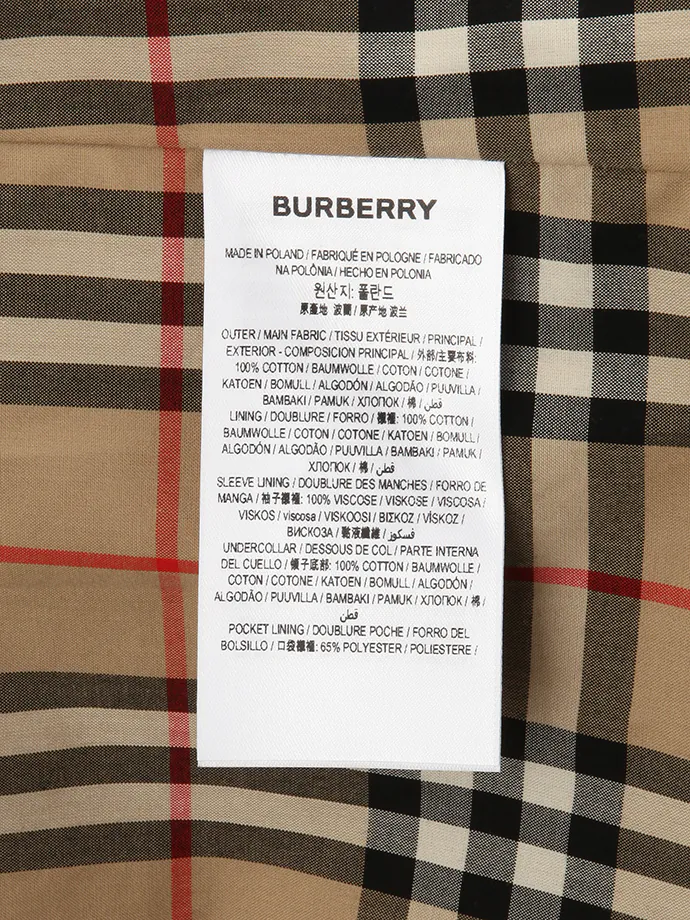 BURBERRY
MADE IN POLAND / FABRIQUÉ EN POLOGNE / FABRICADO
NA POLÔNIA / HECHO EN POLONIA
원산지: 폴란드
原產地 波蘭 / 原产地 波兰
OUTER / MAIN FABRIC / TISSU EXTÉRIEUR / PRINCIPAL /
EXTERIOR - COMPOSICION PRINCIPAL / 外部/主要布料:
100% COTTON / BAUMWOLLE / COTON / COTONE /
KATOEN / BOMULL / ALGODÓN / ALGODÃO / PUUVILLA /
BAMBAKI / PAMUK / ХЛОПОК / 棉 / قطن
LINING / DOUBLURE / FORRO / 襯裡: 100% COTTON /
BAUMWOLLE / COTON / COTONE / KATOEN / BOMULL /
ALGODÓN / ALGODÃO / PUUVILLA / BAMBAKI / PAMUK /
ХЛОПОК / 棉 / قطن
SLEEVE LINING / DOUBLURE DES MANCHES / FORRO DE
MANGA / 袖子襯裡: 100% VISCOSE / VISKOSE / VISCOSA /
VISKOS / viscosa / VISKOOSI / ΒΙΣΚΟΖ / VİSKOZ /
ВИСКОЗА / 黏液纖維 / فسكوز
UNDERCOLLAR / DESSOUS DE COL / PARTE INTERNA
DEL CUELLO / 領子底部: 100% COTTON / BAUMWOLLE /
COTON / COTONE / KATOEN / BOMULL / ALGODÓN /
ALGODÃO / PUUVILLA / BAMBAKI / PAMUK / ХЛОПОК / 棉 /
قطن
POCKET LINING / DOUBLURE POCHE / FORRO DEL
BOLSILLO / 口袋襯裡: 65% POLYESTER / POLIESTERE /